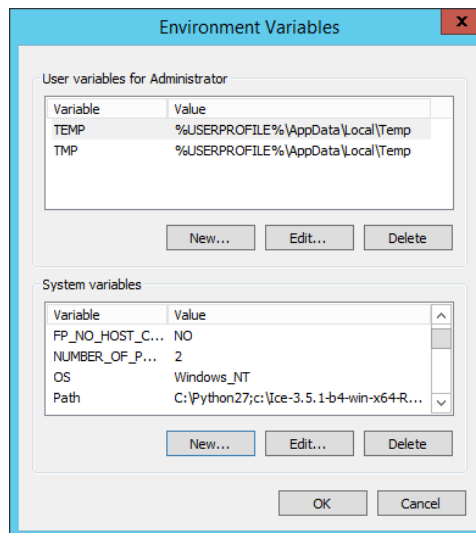 Environment Variables
x
User variables for Administrator
Variable Value
TEMP %USERPROFILE%\AppData\Local\Temp
TMP %USERPROFILE%\AppData\Local\Temp
New... Edit... Delete
System variables
Variable Value
FP_NO_HOST_C... NO
NUMBER_OF_P... 2
OS Windows_NT
Path C:\Python27;c:\Ice-3.5.1-b4-win-x64-R...
New... Edit... Delete
OK Cancel